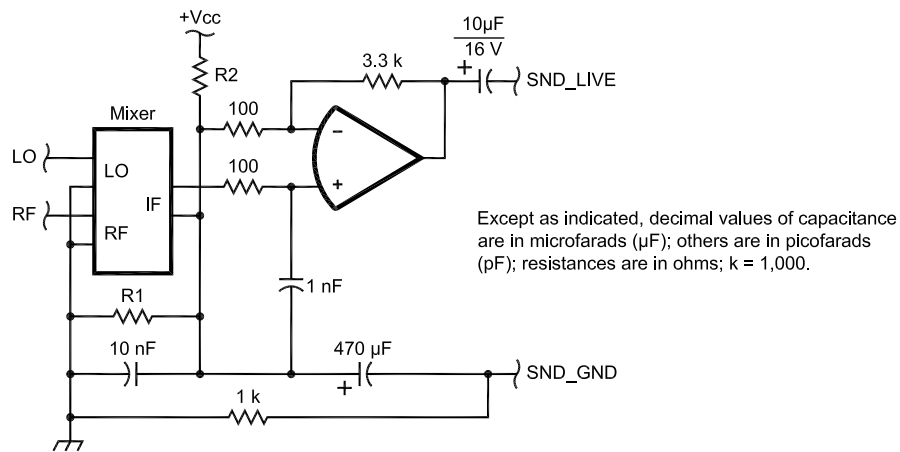 +Vcc
10µF
16 V
+
3.3 k
SND_LIVE
R2
100
Mixer
LO
LO
100
−
+
IF
RF
RF
Except as indicated, decimal values of capacitance
are in microfarads (µF); others are in picofarads
(pF); resistances are in ohms; k = 1,000.
1 nF
R1
10 nF
470 µF
+
SND_GND
1 k